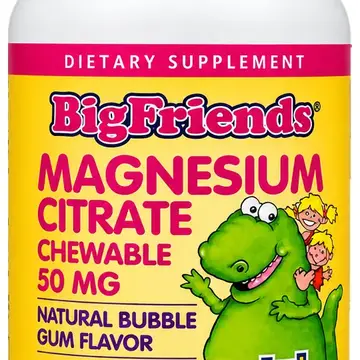 DIETARY SUPPLEMENT
BigFriends®
MAGNESIUM
CITRATE
CHEWABLE
50 MG
NATURAL BUBBLE
GUM FLAVOR